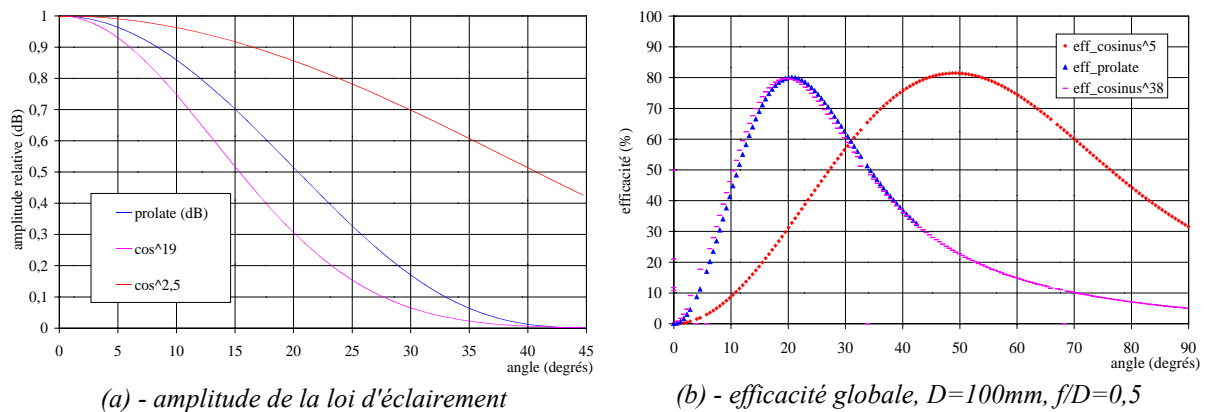 amplitude relative (dB)
1
0,9
0,8
0,7
0,6
0,5
0,4
0,3
0,2
0,1
0
prolate (dB)
cos^19
cos^2,5
0 5 10 15 20 25 30 35 40 45
angle (degrés)
(a) - amplitude de la loi d'éclairement
efficacité (%)
100
90
80
70
60
50
40
30
20
10
0
eff_cosinus^5
eff_prolate
eff_cosinus^38
0 10 20 30 40 50 60 70 80 90
angle (degrés)
(b) - efficacité globale, D=100mm, f/D=0,5